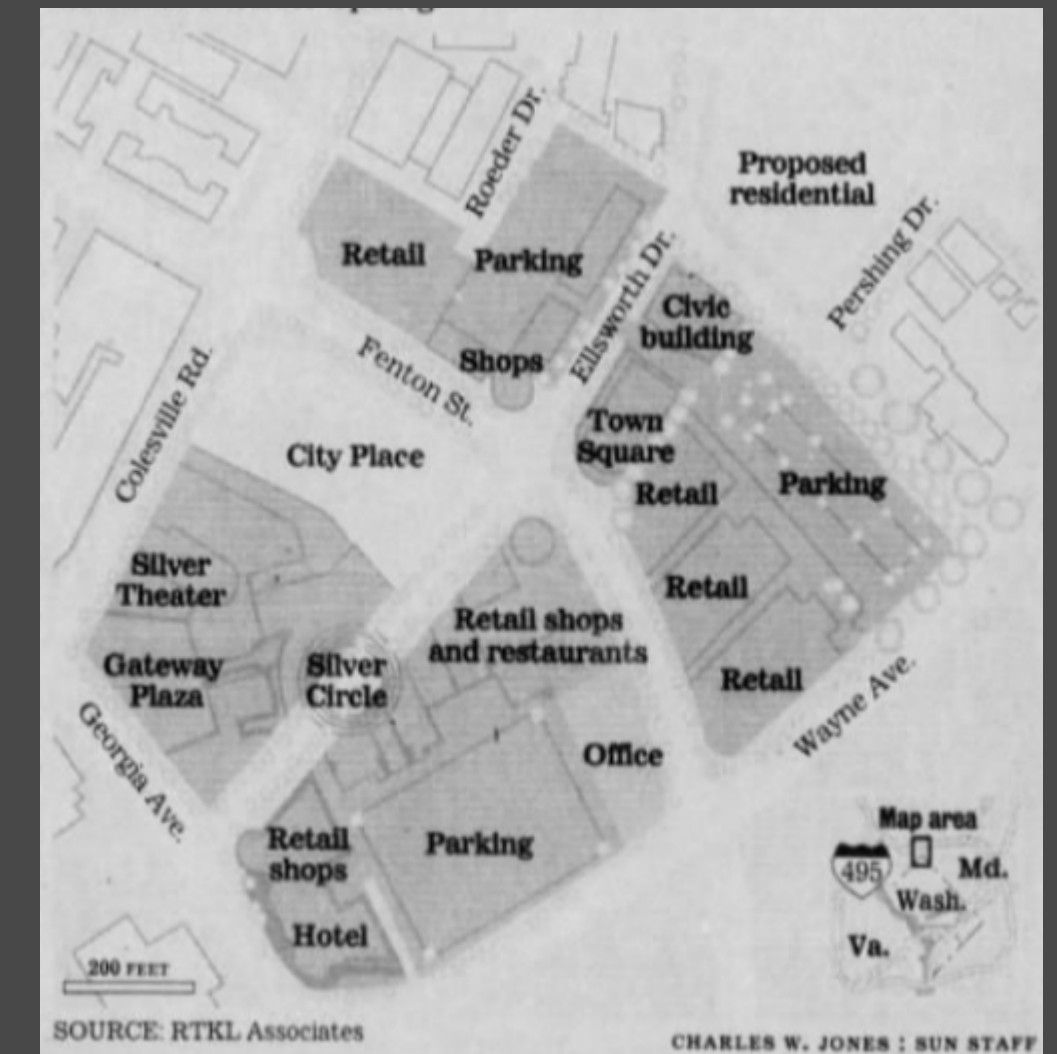 Roeder Dr.
Proposed
residential
Pershing Dr.
Retail
Parking
Ellsworth Dr.
Civic
building
Shops
Fenton St.
Colesville Rd.
Town
Square
City Place
Retail
Parking
Silver
Theater
Retail
Retail shops
and restaurants
Gateway
Plaza
Silver
Circle
Retail
Wayne Ave.
Georgia Ave.
Office
Retail
shops
Parking
Hotel
Map area
495
Md.
Wash.
Va.
200 FEET
SOURCE: RTKL Associates
CHARLES W. JONES : SUN STAFF